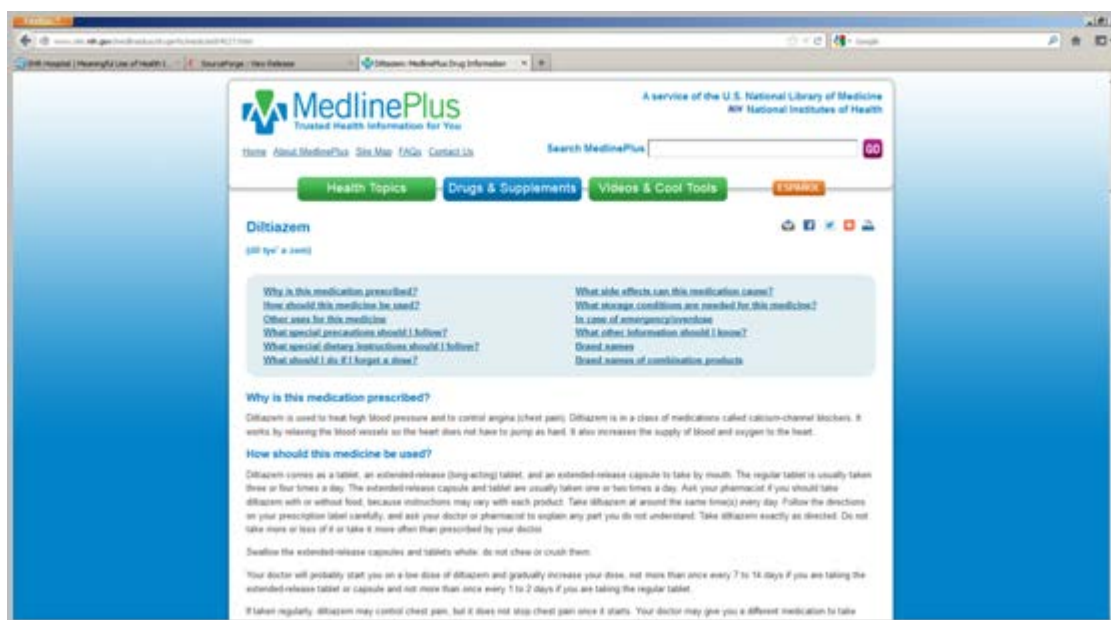 Firefox
EHR Hospital | Meaningful Use of Health I...
SourceForge: View Release
Diltiazem: MedlinePlus Drug Information
MedlinePlus
Trusted Health Information for You
A service of the U.S. National Library of Medicine
NIH National Institutes of Health
Home About MedlinePlus Site Map FAQs Contact Us
Search MedlinePlus
GO
Health Topics
Drugs & Supplements
Videos & Cool Tools
ESPAÑOL
Diltiazem
(dil tye' a zem)
Why is this medication prescribed?
How should this medicine be used?
Other uses for this medicine
What special precautions should I follow?
What special dietary instructions should I follow?
What should I do if I forget a dose?
What side effects can this medication cause?
What storage conditions are needed for this medicine?
In case of emergency/overdose
What other information should I know?
Brand names
Brand names of combination products
Why is this medication prescribed?
Diltiazem is used to treat high blood pressure and to control angina (chest pain). Diltiazem is in a class of medications called calcium-channel blockers. It
works by relaxing the blood vessels so the heart does not have to pump as hard. It also increases the supply of blood and oxygen to the heart.
How should this medicine be used?
Diltiazem comes as a tablet, an extended-release (long-acting) tablet, and an extended-release capsule to take by mouth. The regular tablet is usually taken
three or four times a day. The extended-release capsule and tablet are usually taken one or two times a day. Ask your pharmacist if you should take
diltiazem with or without food, because instructions may vary with each product. Take diltiazem at around the same time(s) every day. Follow the directions
on your prescription label carefully, and ask your doctor or pharmacist to explain any part you do not understand. Take diltiazem exactly as directed. Do not
take more or less of it or take it more often than prescribed by your doctor.
Swallow the extended-release capsules and tablets whole; do not chew or crush them.
Your doctor will probably start you on a low dose of diltiazem and gradually increase your dose, not more than once every 7 to 14 days if you are taking the
extended-release tablet or capsule and not more than once every 1 to 2 days if you are taking the regular tablet.
If taken regularly, diltiazem may control chest pain, but it does not stop chest pain once it starts. Your doctor may give you a different medication to take